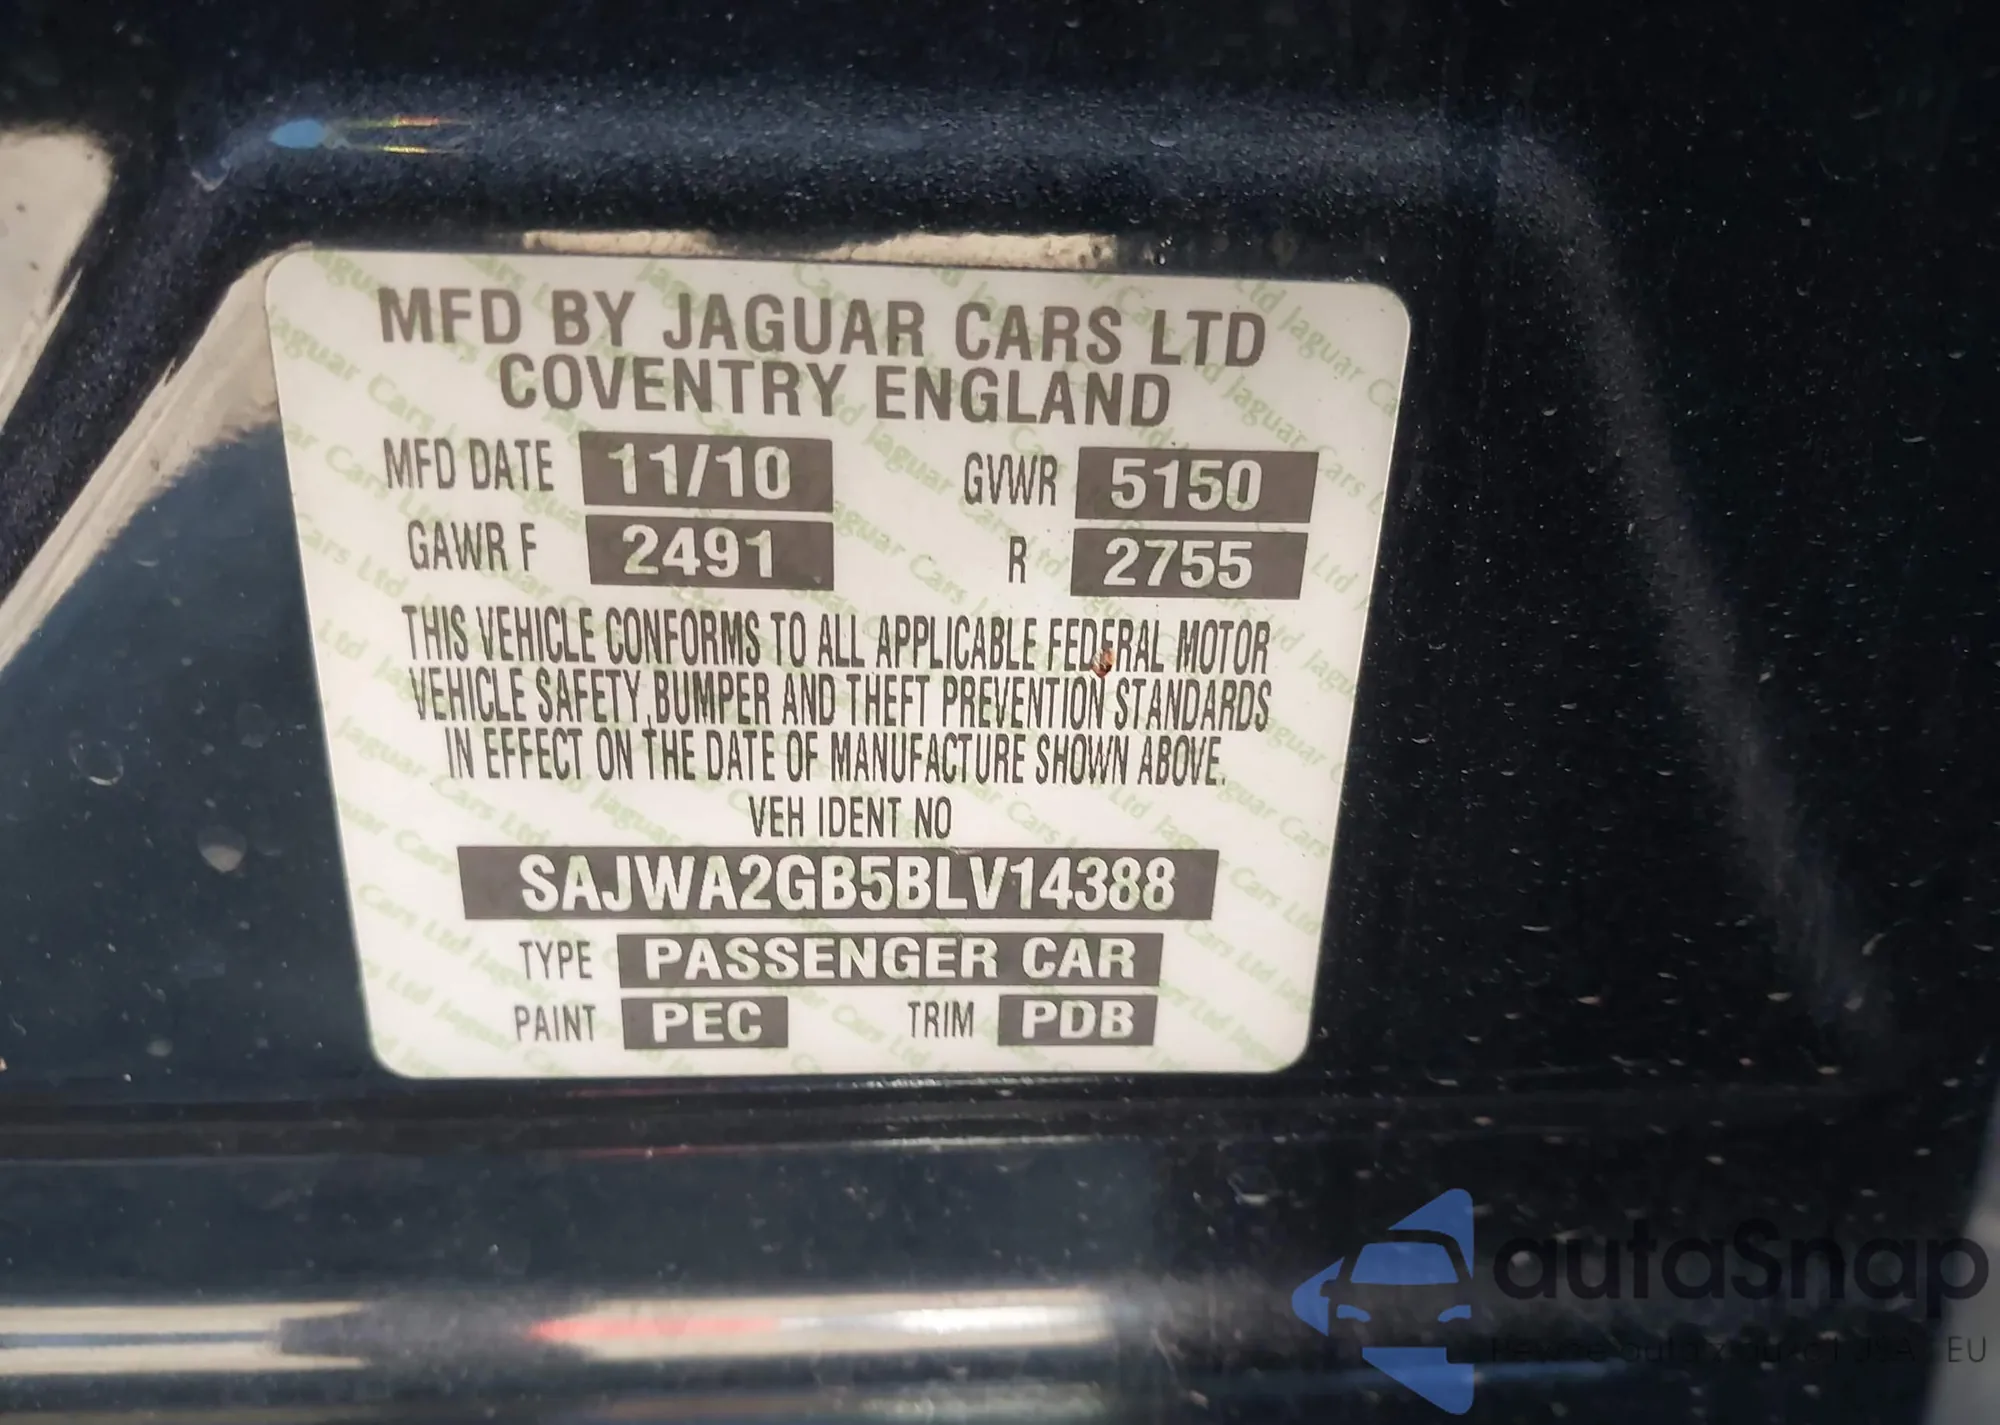 MFD BY JAGUAR CARS LTD
COVENTRY ENGLAND
MFD DATE 11/10 GVWR 5150
GAWR F 2491 R 2755
THIS VEHICLE CONFORMS TO ALL APPLICABLE FEDERAL MOTOR
VEHICLE SAFETY, BUMPER AND THEFT PREVENTION STANDARDS
IN EFFECT ON THE DATE OF MANUFACTURE SHOWN ABOVE.
VEH IDENT NO
SAJWA2GB5BLV14388
TYPE PASSENGER CAR
PAINT PEC TRIM PDB
autaSnap
EU